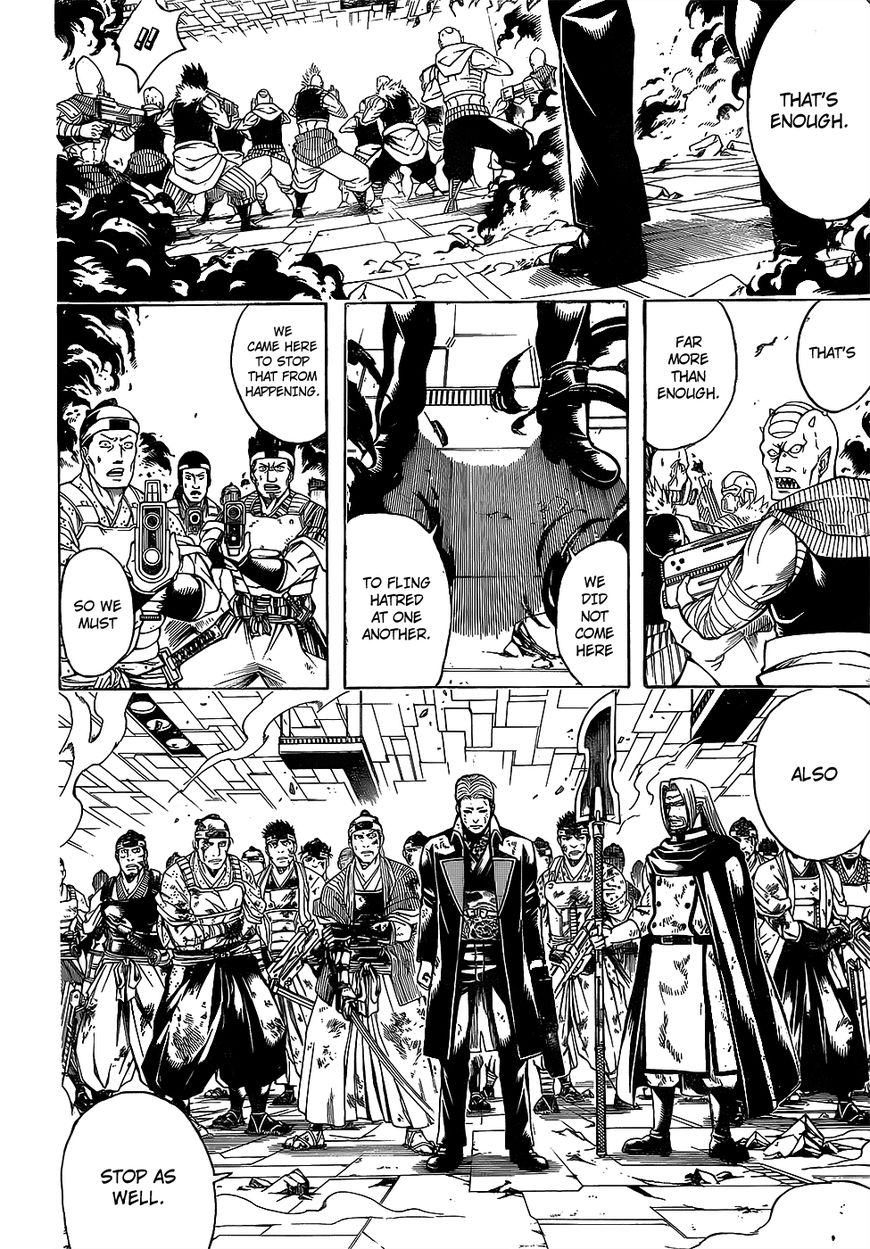 THAT'S
ENOUGH.
!!
THAT'S
FAR
MORE
THAN
ENOUGH.
WE
DID
NOT
COME
HERE
TO FLING
HATRED
AT ONE
ANOTHER.
WE
CAME HERE
TO STOP
THAT FROM
HAPPENING.
SO WE
MUST
ALSO
STOP AS
WELL.